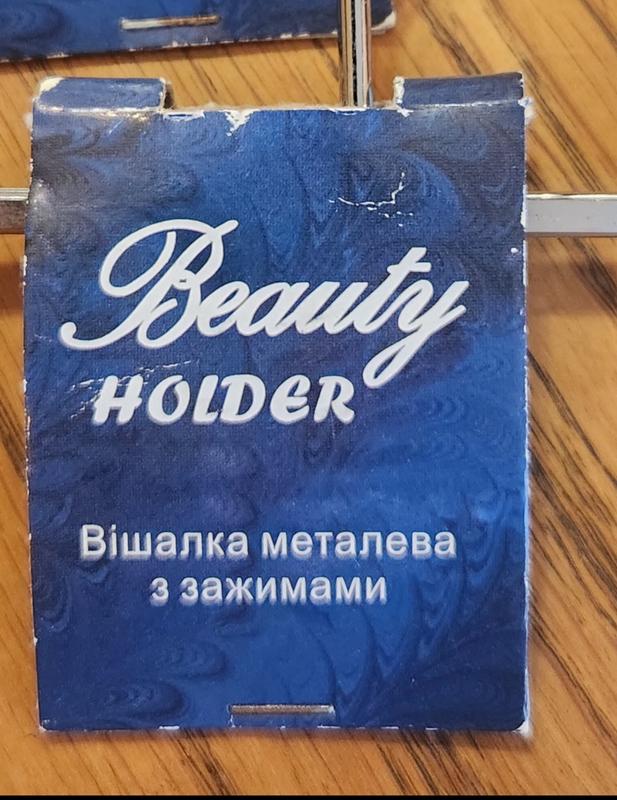 Beauty
HOLDER
Вішалка металева
з зажимами